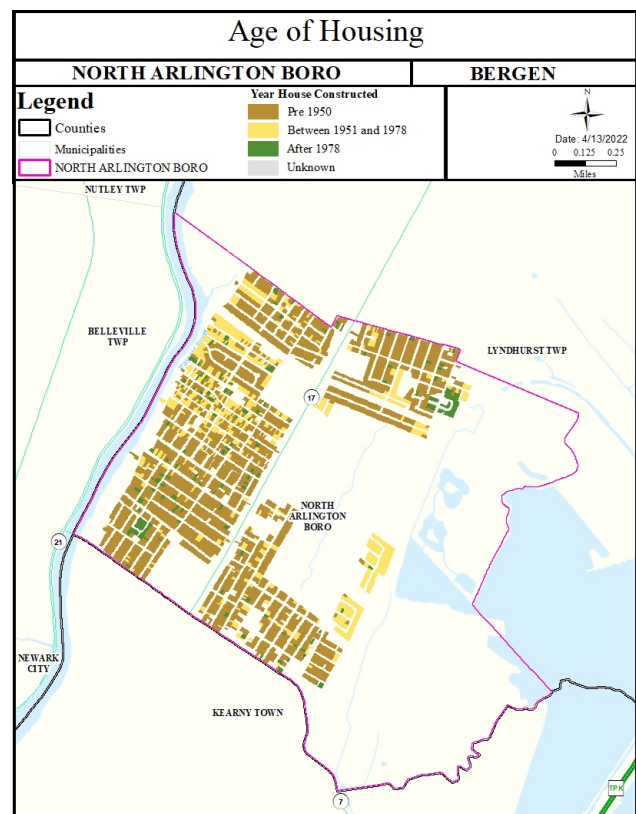 Age of Housing
NORTH ARLINGTON BORO
BERGEN
Legend
Counties
Municipalities
NORTH ARLINGTON BORO
Year House Constructed
Pre 1950
Between 1951 and 1978
After 1978
Unknown
N
Date: 4/13/2022
0 0.125 0.25
Miles
NUTLEY TWP
BELLEVILLE
TWP
LYNDHURST TWP
17
NORTH
ARLINGTON
BORO
21
NEWARK
CITY
KEARNY TOWN
7
TPK